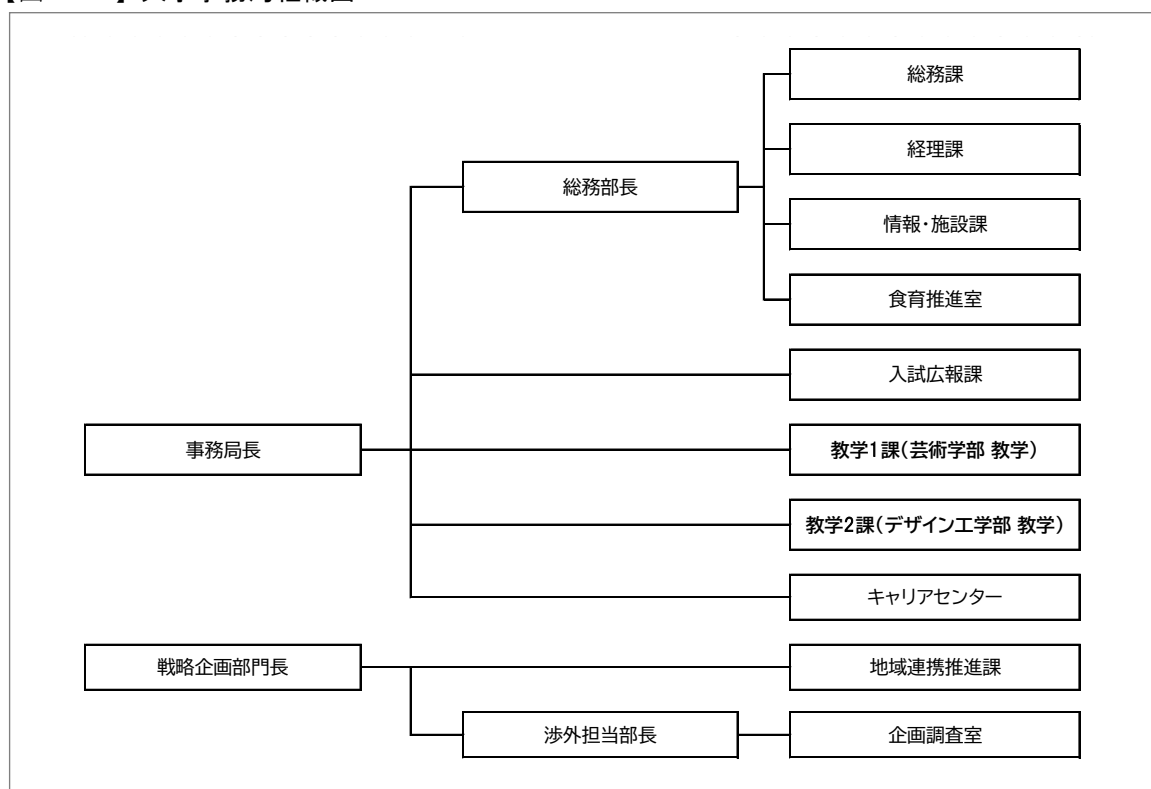 総務課
経理課
総務部長
情報・施設課
食育推進室
入試広報課
事務局長
教学1課(芸術学部 教学)
教学2課(デザイン工学部 教学)
キャリアセンター
戦略企画部門長
地域連携推進課
渉外担当部長
企画調査室